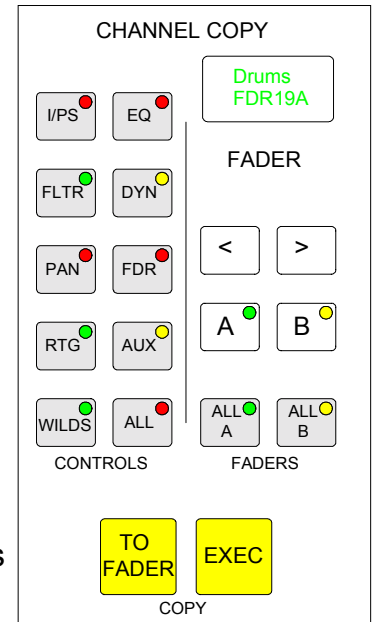 CHANNEL COPY
Drums
FDR19A
I/PS
EQ
FADER
FLTR
DYN
<
>
PAN
FDR
A
B
RTG
AUX
WILDS
ALL
ALL
A
ALL
B
CONTROLS
FADERS
TO
FADER
EXEC
s
COPY